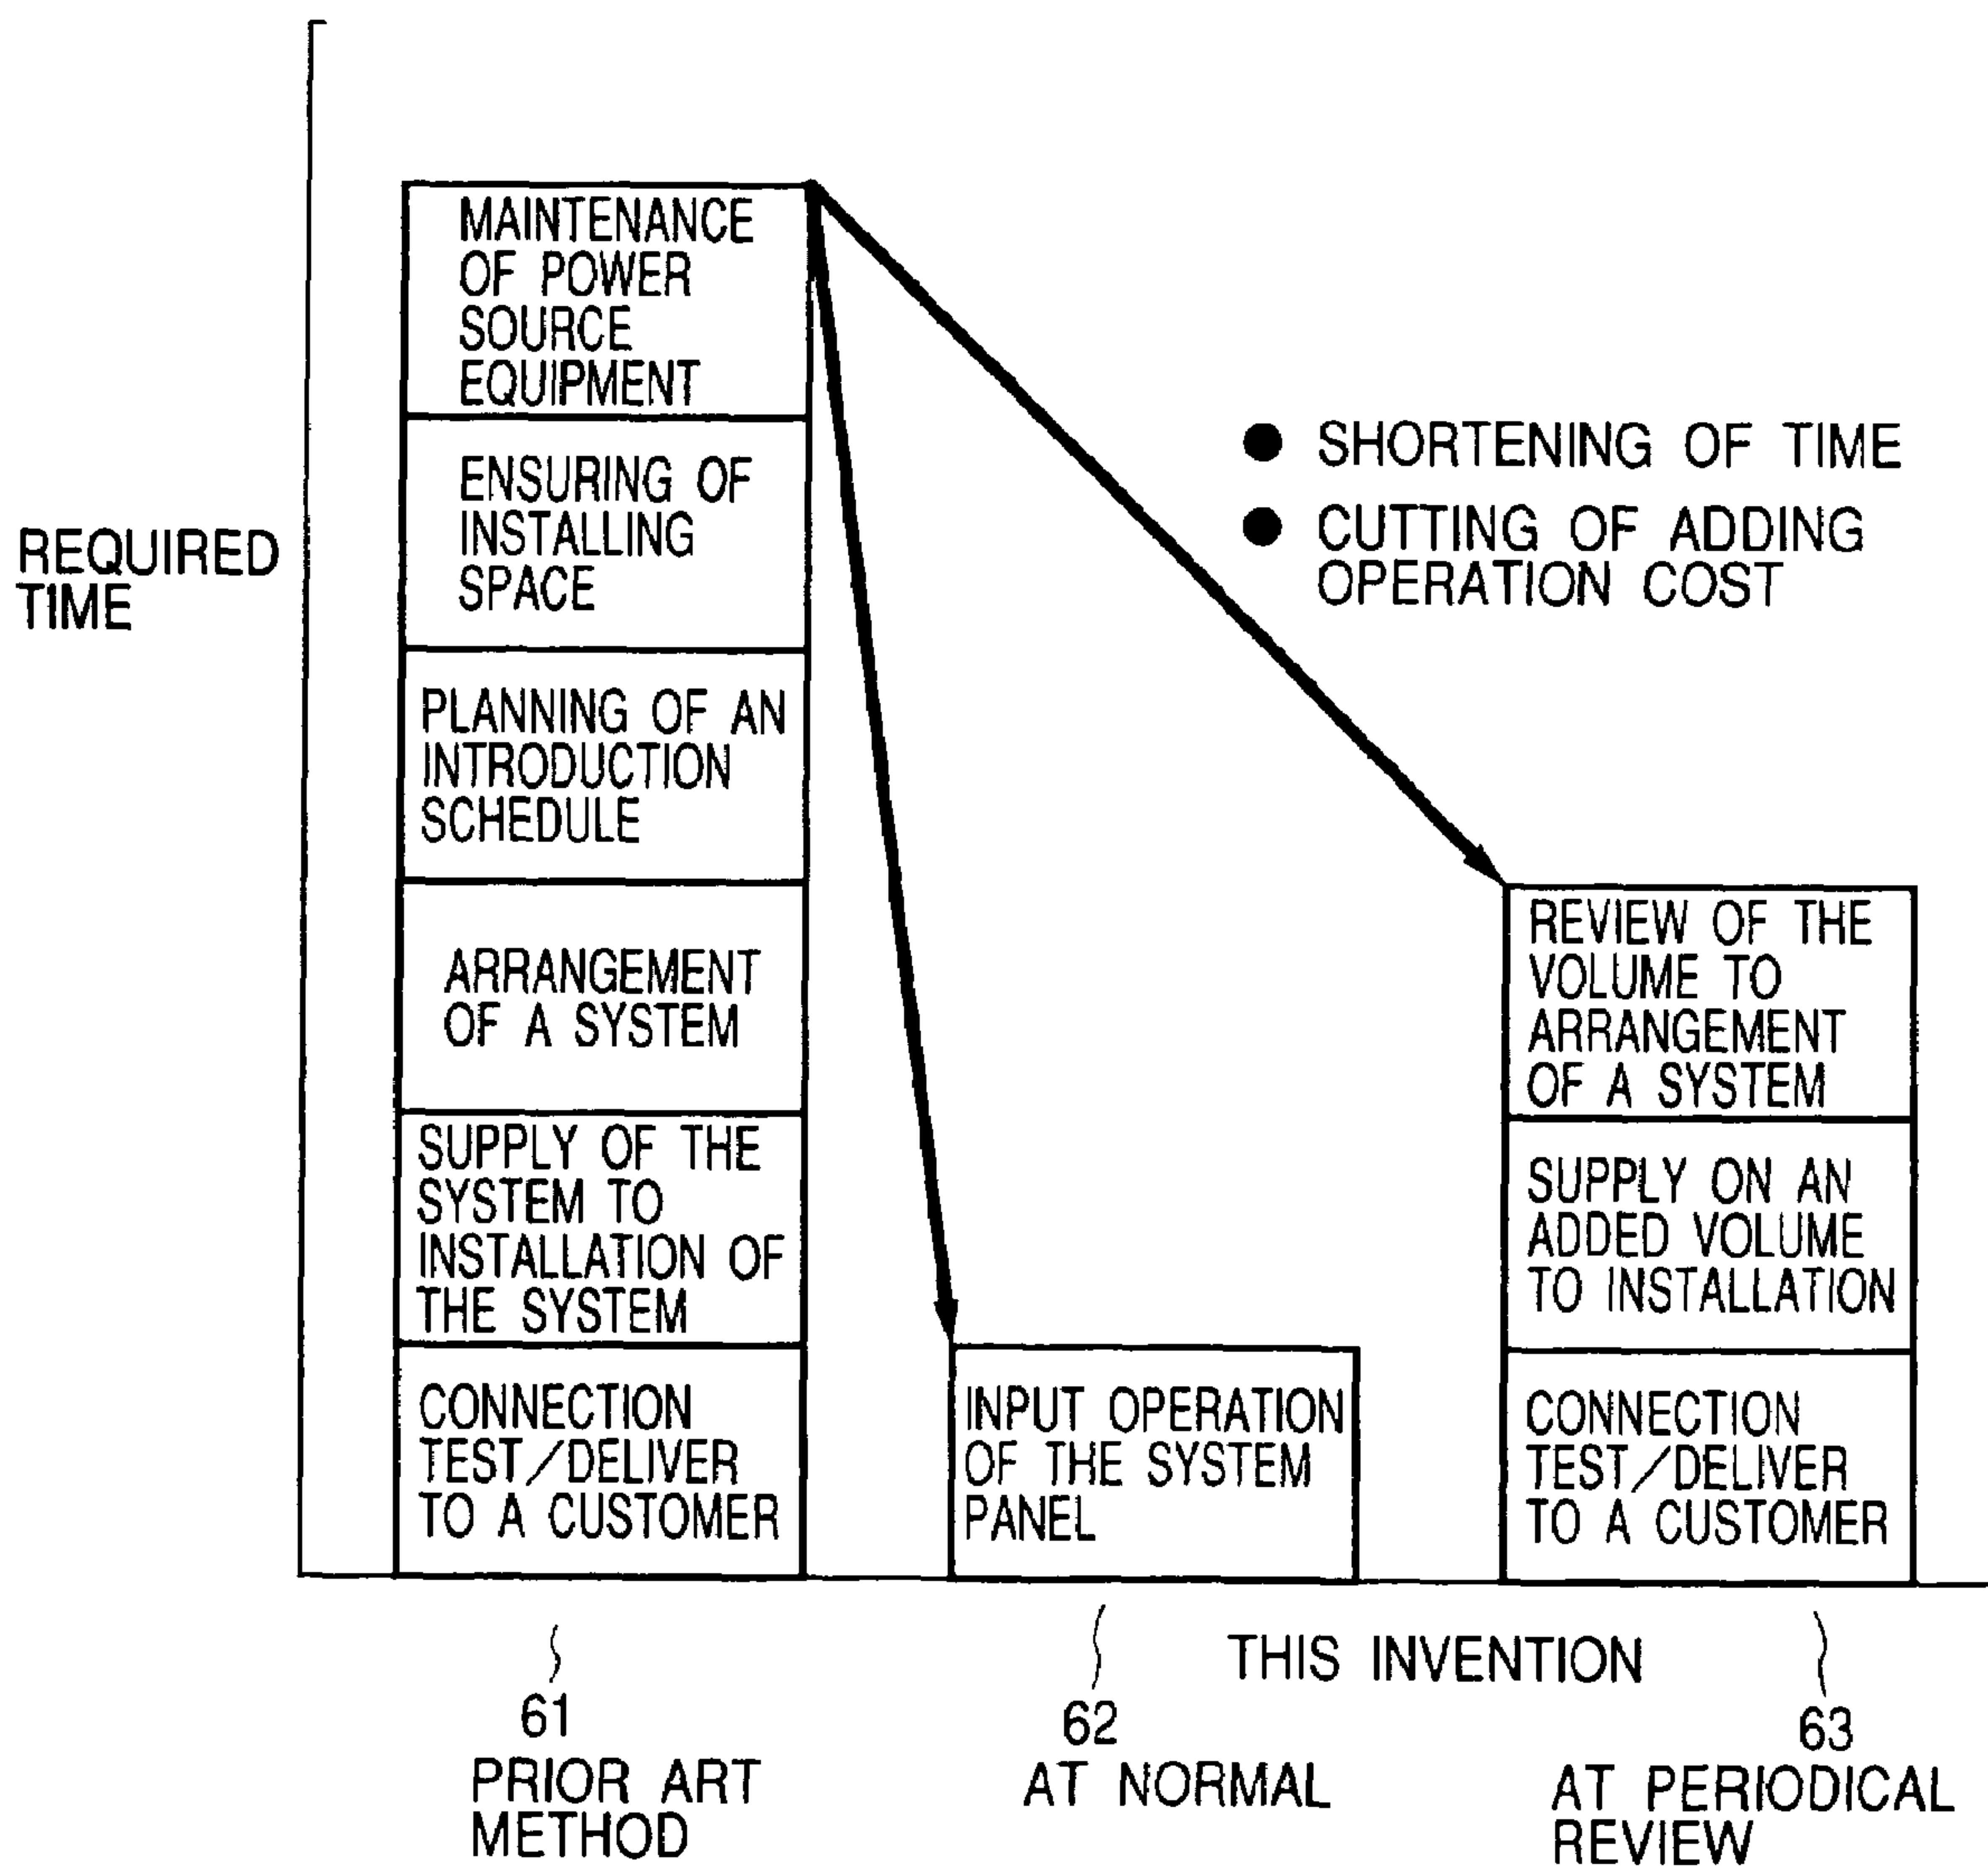 REQUIRED
TIME
MAINTENANCE
OF POWER
SOURCE
EQUIPMENT
ENSURING OF
INSTALLING
SPACE
PLANNING OF AN
INTRODUCTION
SCHEDULE
ARRANGEMENT
OF A SYSTEM
SUPPLY OF THE
SYSTEM TO
INSTALLATION OF
THE SYSTEM
CONNECTION
TEST/DELIVER
TO A CUSTOMER
● SHORTENING OF TIME
● CUTTING OF ADDING
OPERATION COST
INPUT OPERATION
OF THE SYSTEM
PANEL
REVIEW OF THE
VOLUME TO
ARRANGEMENT
OF A SYSTEM
SUPPLY ON AN
ADDED VOLUME
TO INSTALLATION
CONNECTION
TEST/DELIVER
TO A CUSTOMER
THIS INVENTION
61
PRIOR ART
METHOD
62
AT NORMAL
63
AT PERIODICAL
REVIEW